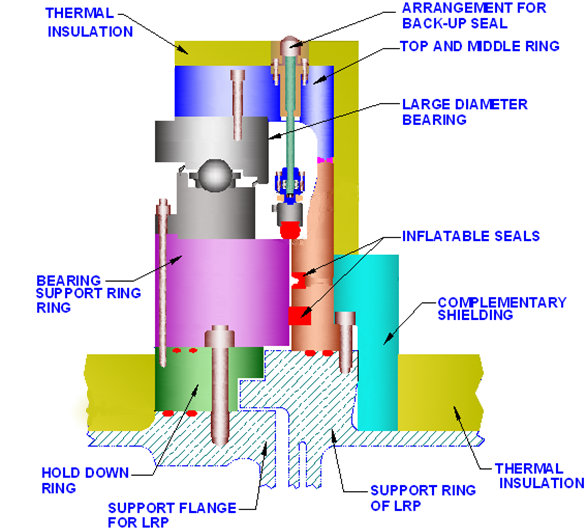 THERMAL
INSULATION
ARRANGEMENT FOR
BACK-UP SEAL
TOP AND MIDDLE RING
LARGE DIAMETER
BEARING
INFLATABLE SEALS
BEARING
SUPPORT RING
RING
COMPLEMENTARY
SHIELDING
HOLD DOWN
RING
SUPPORT FLANGE
FOR LRP
SUPPORT RING
OF LRP
THERMAL
INSULATION